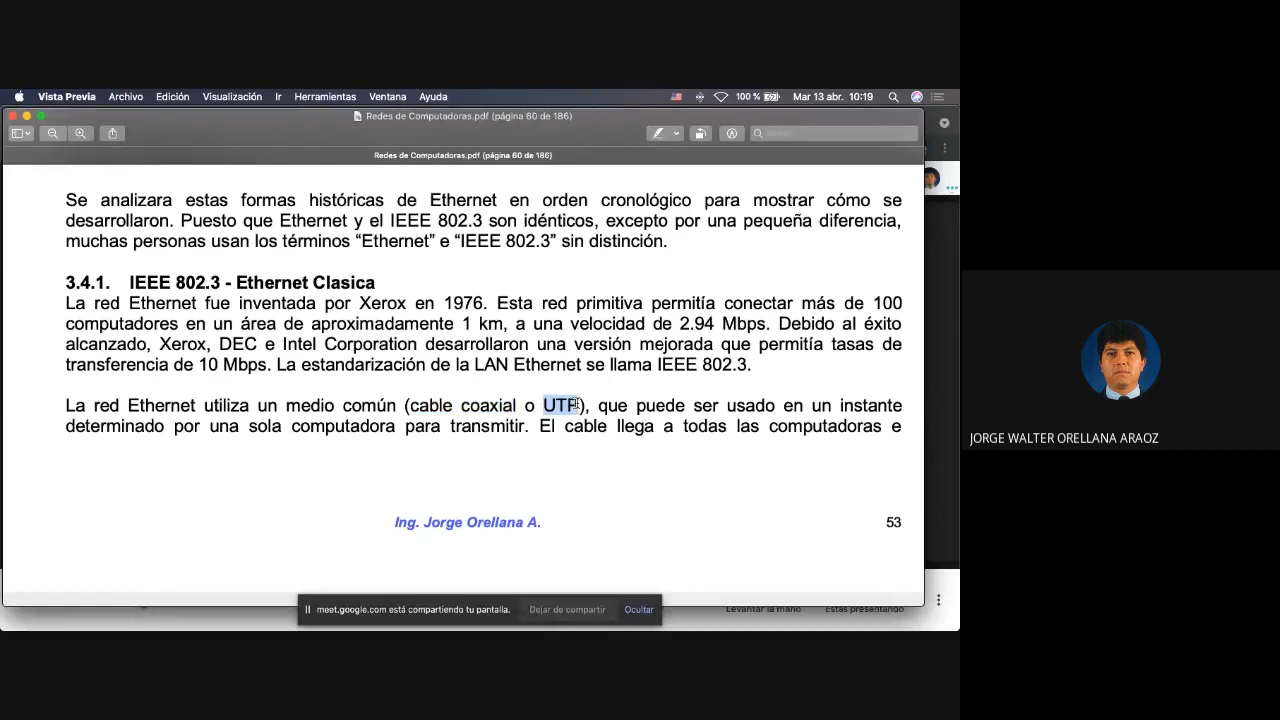 Vista Previa Archivo Edición Visualización Ir Herramientas Ventana Ayuda 100 % Mar 13 abr. 10:19
Redes de Computadoras.pdf (página 60 de 186)
Redes de Computadoras.pdf (página 60 de 186)
Se analizara estas formas históricas de Ethernet en orden cronológico para mostrar cómo se
desarrollaron. Puesto que Ethernet y el IEEE 802.3 son idénticos, excepto por una pequeña diferencia,
muchas personas usan los términos “Ethernet” e “IEEE 802.3” sin distinción.
3.4.1. IEEE 802.3 - Ethernet Clasica
La red Ethernet fue inventada por Xerox en 1976. Esta red primitiva permitía conectar más de 100
computadores en un área de aproximadamente 1 km, a una velocidad de 2.94 Mbps. Debido al éxito
alcanzado, Xerox, DEC e Intel Corporation desarrollaron una versión mejorada que permitía tasas de
transferencia de 10 Mbps. La estandarización de la LAN Ethernet se llama IEEE 802.3.
La red Ethernet utiliza un medio común (cable coaxial o UTP), que puede ser usado en un instante
determinado por una sola computadora para transmitir. El cable llega a todas las computadoras e
Ing. Jorge Orellana A. 53
meet.google.com está compartiendo tu pantalla. Dejar de compartir Ocultar
Levantar la mano Estás presentando
JORGE WALTER ORELLANA ARAOZ